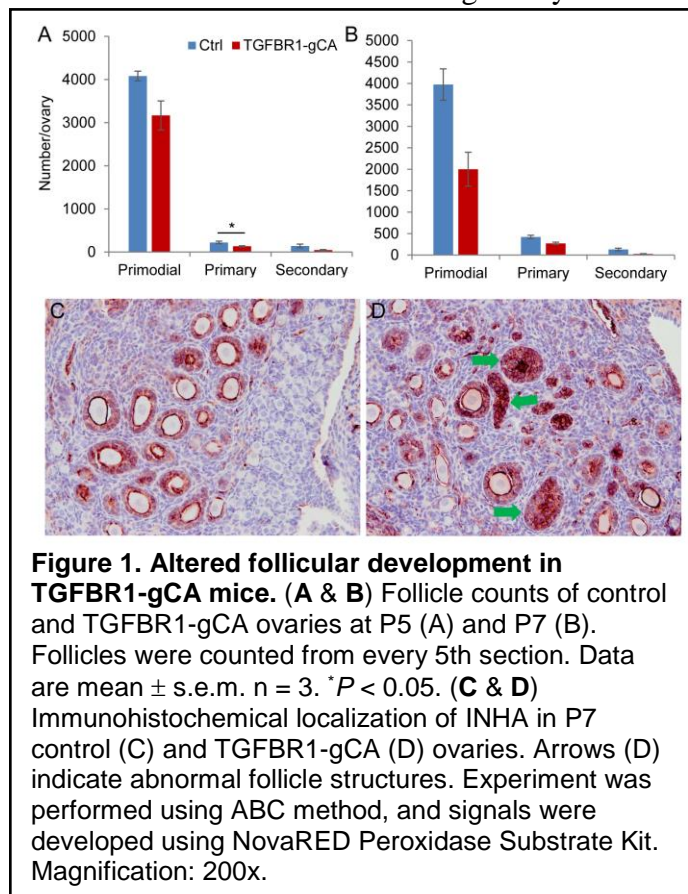 A
B
Ctrl
TGFBR1-gCA
5000
4000
3000
2000
1000
0
Number/ovary
*
Primodial
Primary
Secondary
5000
4500
4000
3500
3000
2500
2000
1500
1000
500
0
Primodial
Primary
Secondary
C
D
Figure 1. Altered follicular development in
TGFBR1-gCA mice. (A & B) Follicle counts of control
and TGFBR1-gCA ovaries at P5 (A) and P7 (B).
Follicles were counted from every 5th section. Data
are mean ± s.e.m. n = 3. *P < 0.05. (C & D)
Immunohistochemical localization of INHA in P7
control (C) and TGFBR1-gCA (D) ovaries. Arrows (D)
indicate abnormal follicle structures. Experiment was
performed using ABC method, and signals were
developed using NovaRED Peroxidase Substrate Kit.
Magnification: 200x.